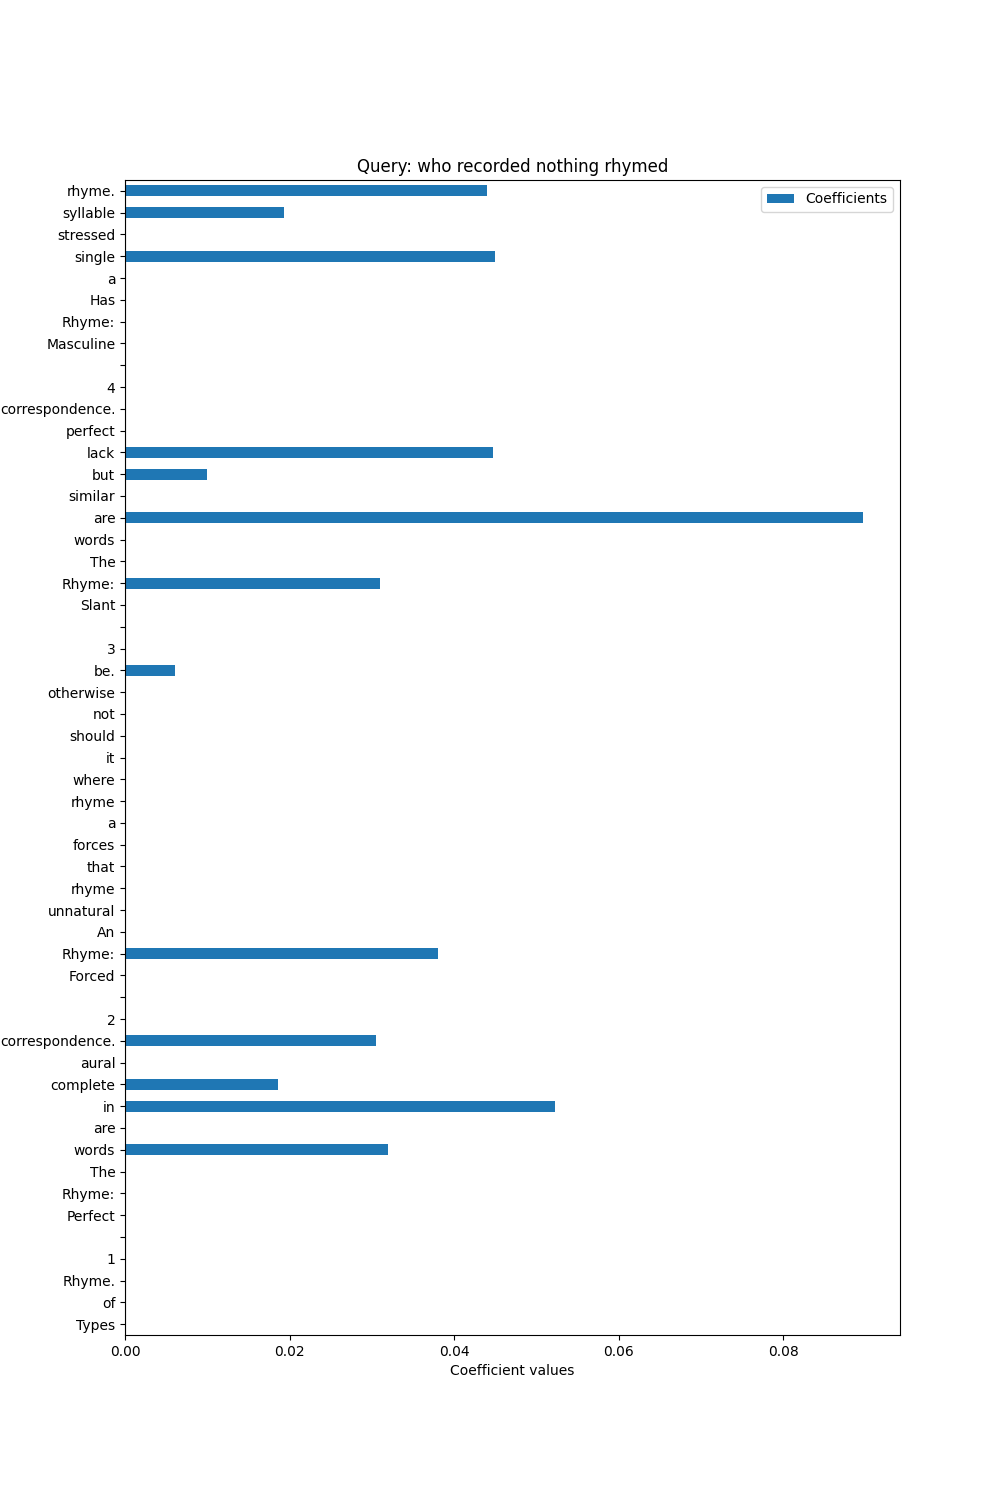 Query: who recorded nothing rhymed
Coefficients
rhyme.
syllable
stressed
single
a
Has
Rhyme:
Masculine
4
correspondence.
perfect
lack
but
similar
are
words
The
Rhyme:
Slant
3
be.
otherwise
not
should
it
where
rhyme
a
forces
that
rhyme
unnatural
An
Rhyme:
Forced
2
correspondence.
aural
complete
in
are
words
The
Rhyme:
Perfect
1
Rhyme.
of
Types
0.00 0.02 0.04 0.06 0.08
Coefficient values